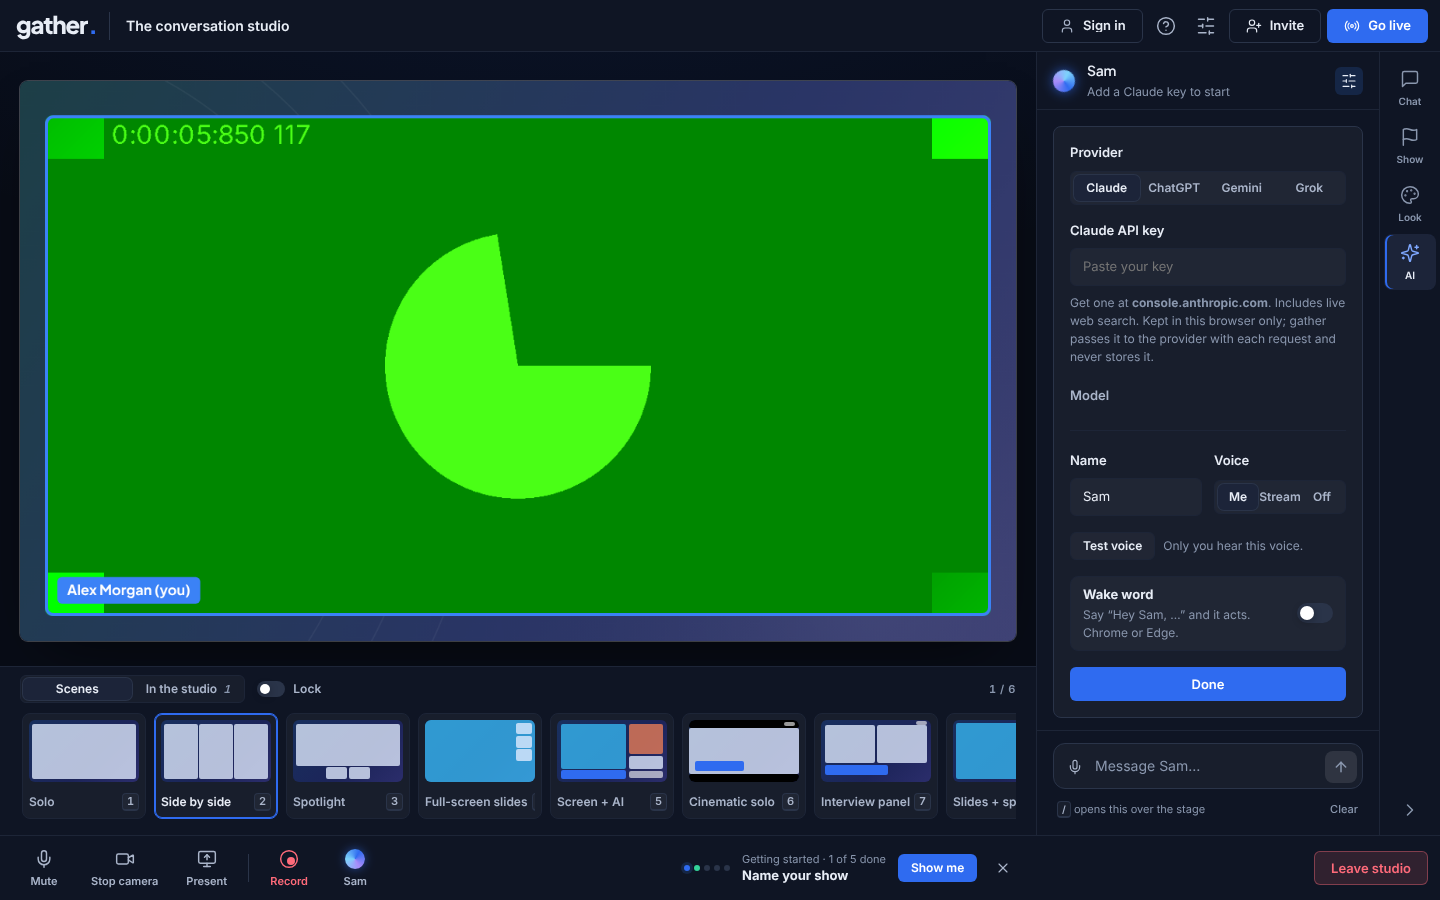 gather.
The conversation studio
Sign in
Invite
Go live
0:00:05:850 117
Alex Morgan (you)
Sam
Add a Claude key to start
Provider
Claude
ChatGPT
Gemini
Grok
Claude API key
Paste your key
Get one at console.anthropic.com. Includes live
web search. Kept in this browser only; gather
passes it to the provider with each request and
never stores it.
Model
Name
Voice
Sam
Me
Stream
Off
Test voice
Only you hear this voice.
Wake word
Say “Hey Sam, …” and it acts.
Chrome or Edge.
Done
Message Sam…
/ opens this over the stage
Clear
Chat
Show
Look
AI
Scenes
In the studio 1
Lock
1 / 6
Solo 1
Side by side 2
Spotlight 3
Full-screen slides
Screen + AI 5
Cinematic solo 6
Interview panel 7
Slides + sp
Mute
Stop camera
Present
Record
Sam
Getting started · 1 of 5 done
Name your show
Show me
Leave studio